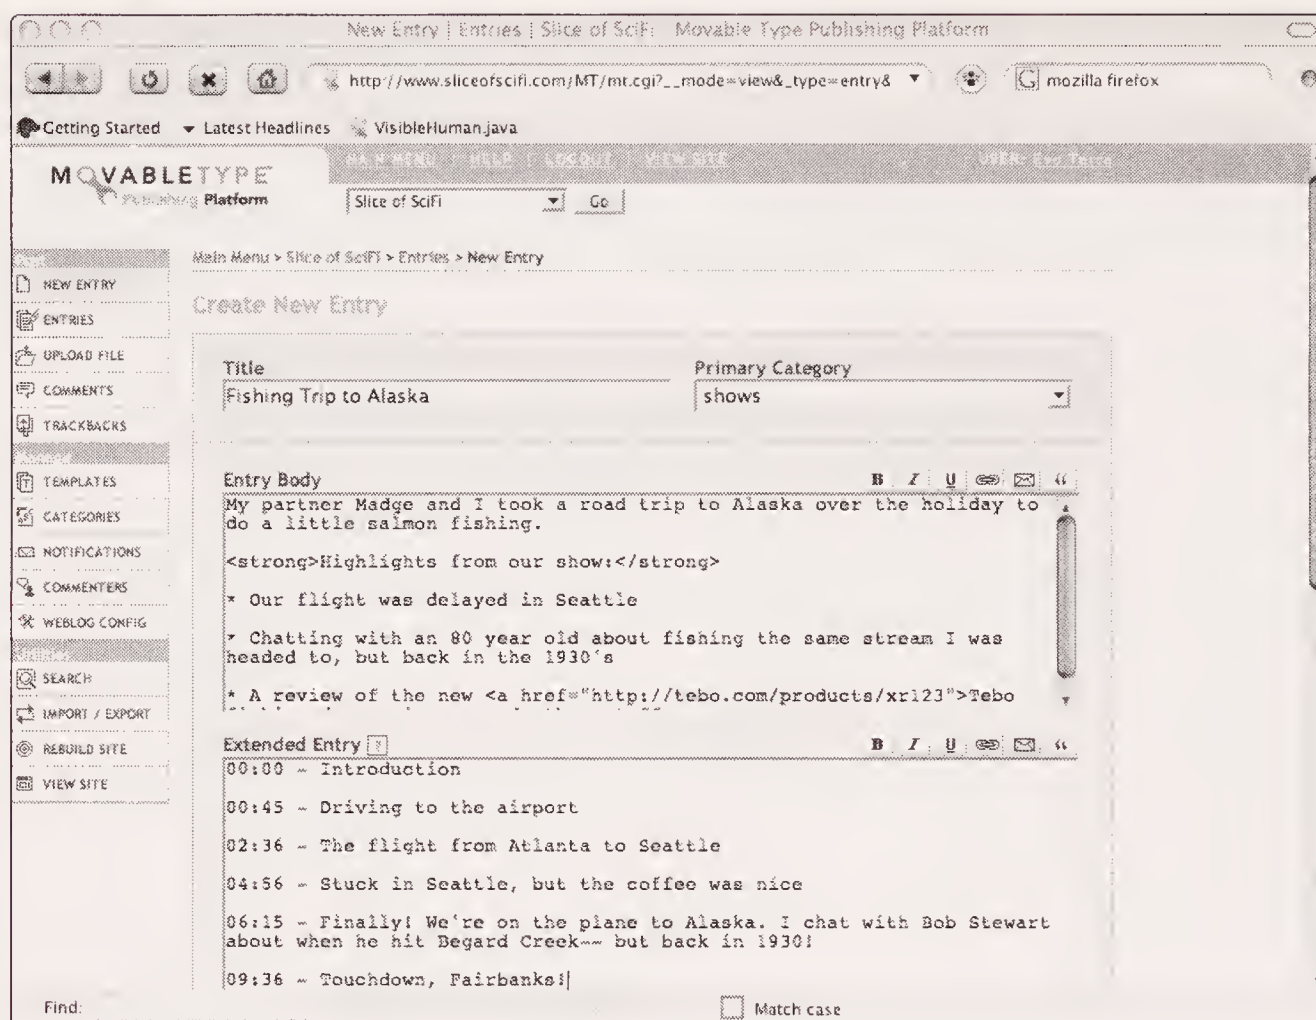 New Entry | Entries | Slice of SciFi Movable Type Publishing Platform
http://www.sliceofscifi.com/MT/mt.cgi?__mode=view&_type=entry&
G mozilla firefox
Getting Started Latest Headlines VisibleHuman.java
MAIN MENU | HELP | LOGOUT | VIEW SITE USER: Evo Terra
MOVABLETYPE
Publishing Platform
Slice of SciFi Go
Main Menu > Slice of SciFi > Entries > New Entry
NEW ENTRY
ENTRIES
UPLOAD FILE
COMMENTS
TRACKBACKS
TEMPLATES
CATEGORIES
NOTIFICATIONS
COMMENTERS
WEBLOG CONFIG
SEARCH
IMPORT / EXPORT
REBUILD SITE
VIEW SITE
Create New Entry
Title Primary Category
Fishing Trip to Alaska shows
Entry Body B I U “
My partner Madge and I took a road trip to Alaska over the holiday to
do a little salmon fishing.
<strong>Highlights from our show:</strong>
* Our flight was delayed in Seattle
* Chatting with an 80 year old about fishing the same stream I was
headed to, but back in the 1930's
* A review of the new <a href="http://tebo.com/products/xr123">Tebo
Extended Entry ? B I U “
00:00 - Introduction
00:45 - Driving to the airport
02:36 - The flight from Atlanta to Seattle
04:56 - Stuck in Seattle, but the coffee was nice
06:15 - Finally! We're on the plane to Alaska. I chat with Bob Stewart
about when he hit Begard Creek-- but back in 1930!
09:36 - Touchdown, Fairbanks!
Find: Match case